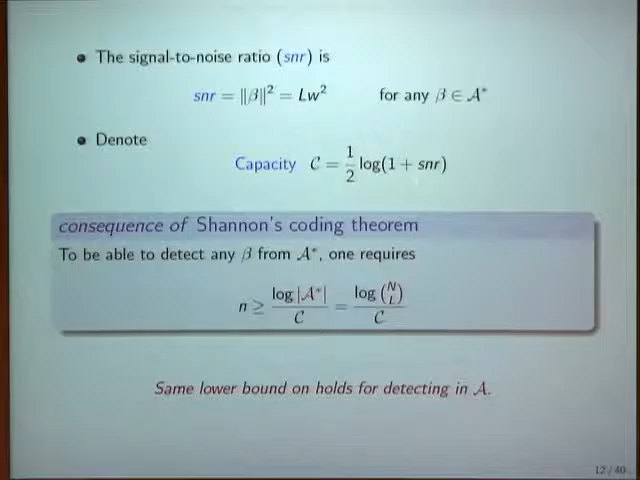 • The signal-to-noise ratio (snr) is
snr = ‖β‖² = Lw² for any β ∈ A*
• Denote
Capacity C = 1/2 log(1 + snr)
consequence of Shannon's coding theorem
To be able to detect any β from A*, one requires
n ≥ log|A*| / C = log (N L) / C
Same lower bound on holds for detecting in A.
12 / 40